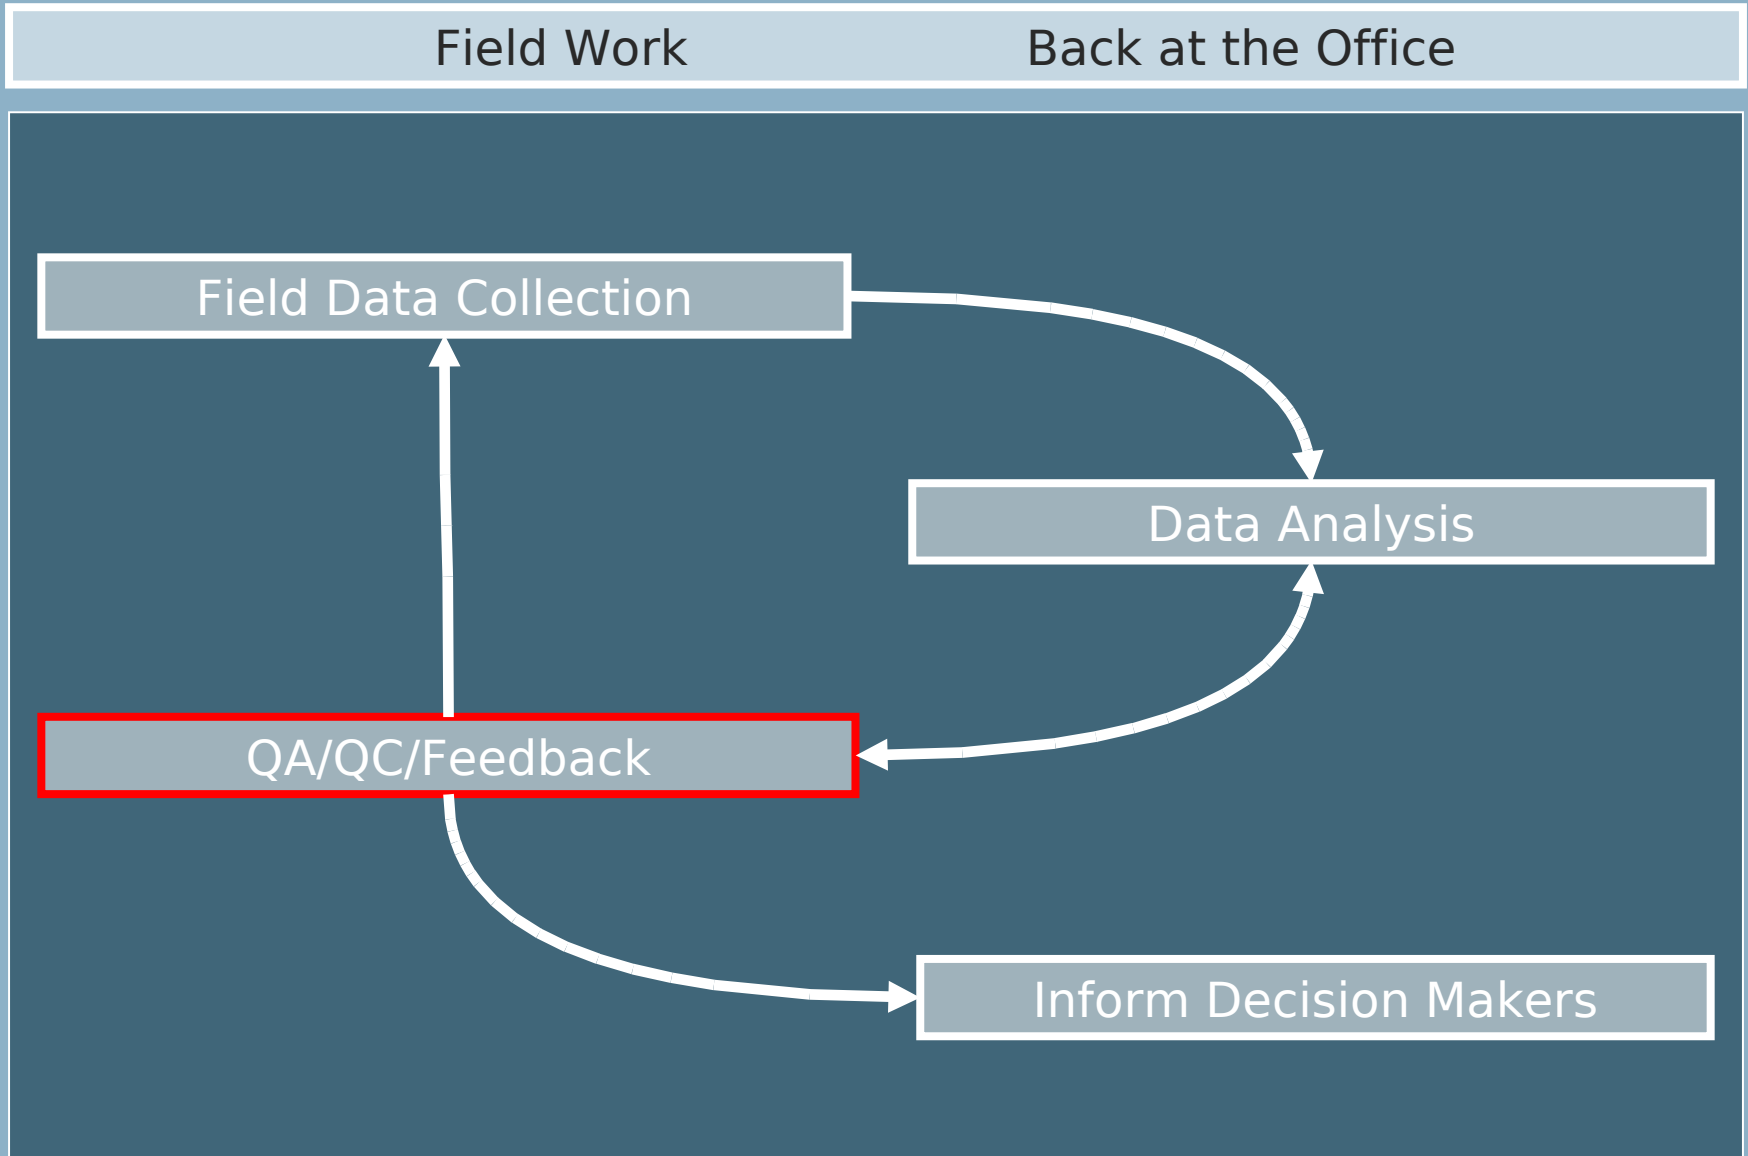 Field Work
Back at the Office
Field Data Collection
Data Analysis
QA/QC/Feedback
Inform Decision Makers